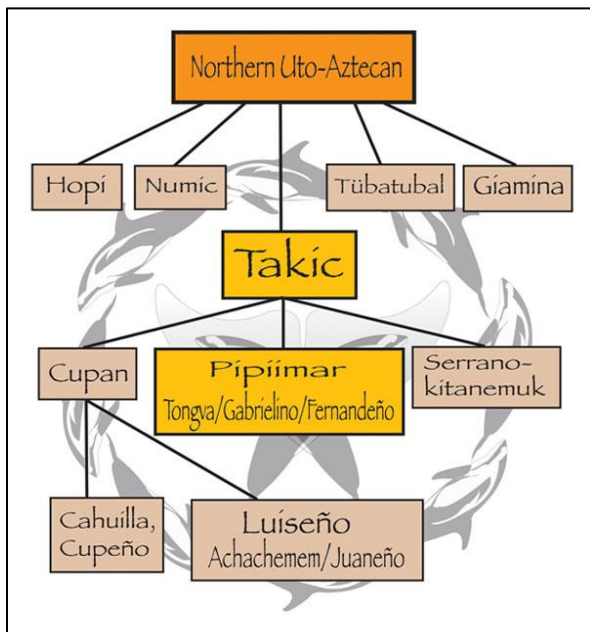 Northern Uto-Aztecan
Hopi
Numic
Tübatubal
Giamina
Takic
Cupan
Pipiimar
Tongva/Gabrielino/Fernandeño
Serrano-
kitanemuk
Cahuilla,
Cupeño
Luiseño
Achachemem/Juaneño